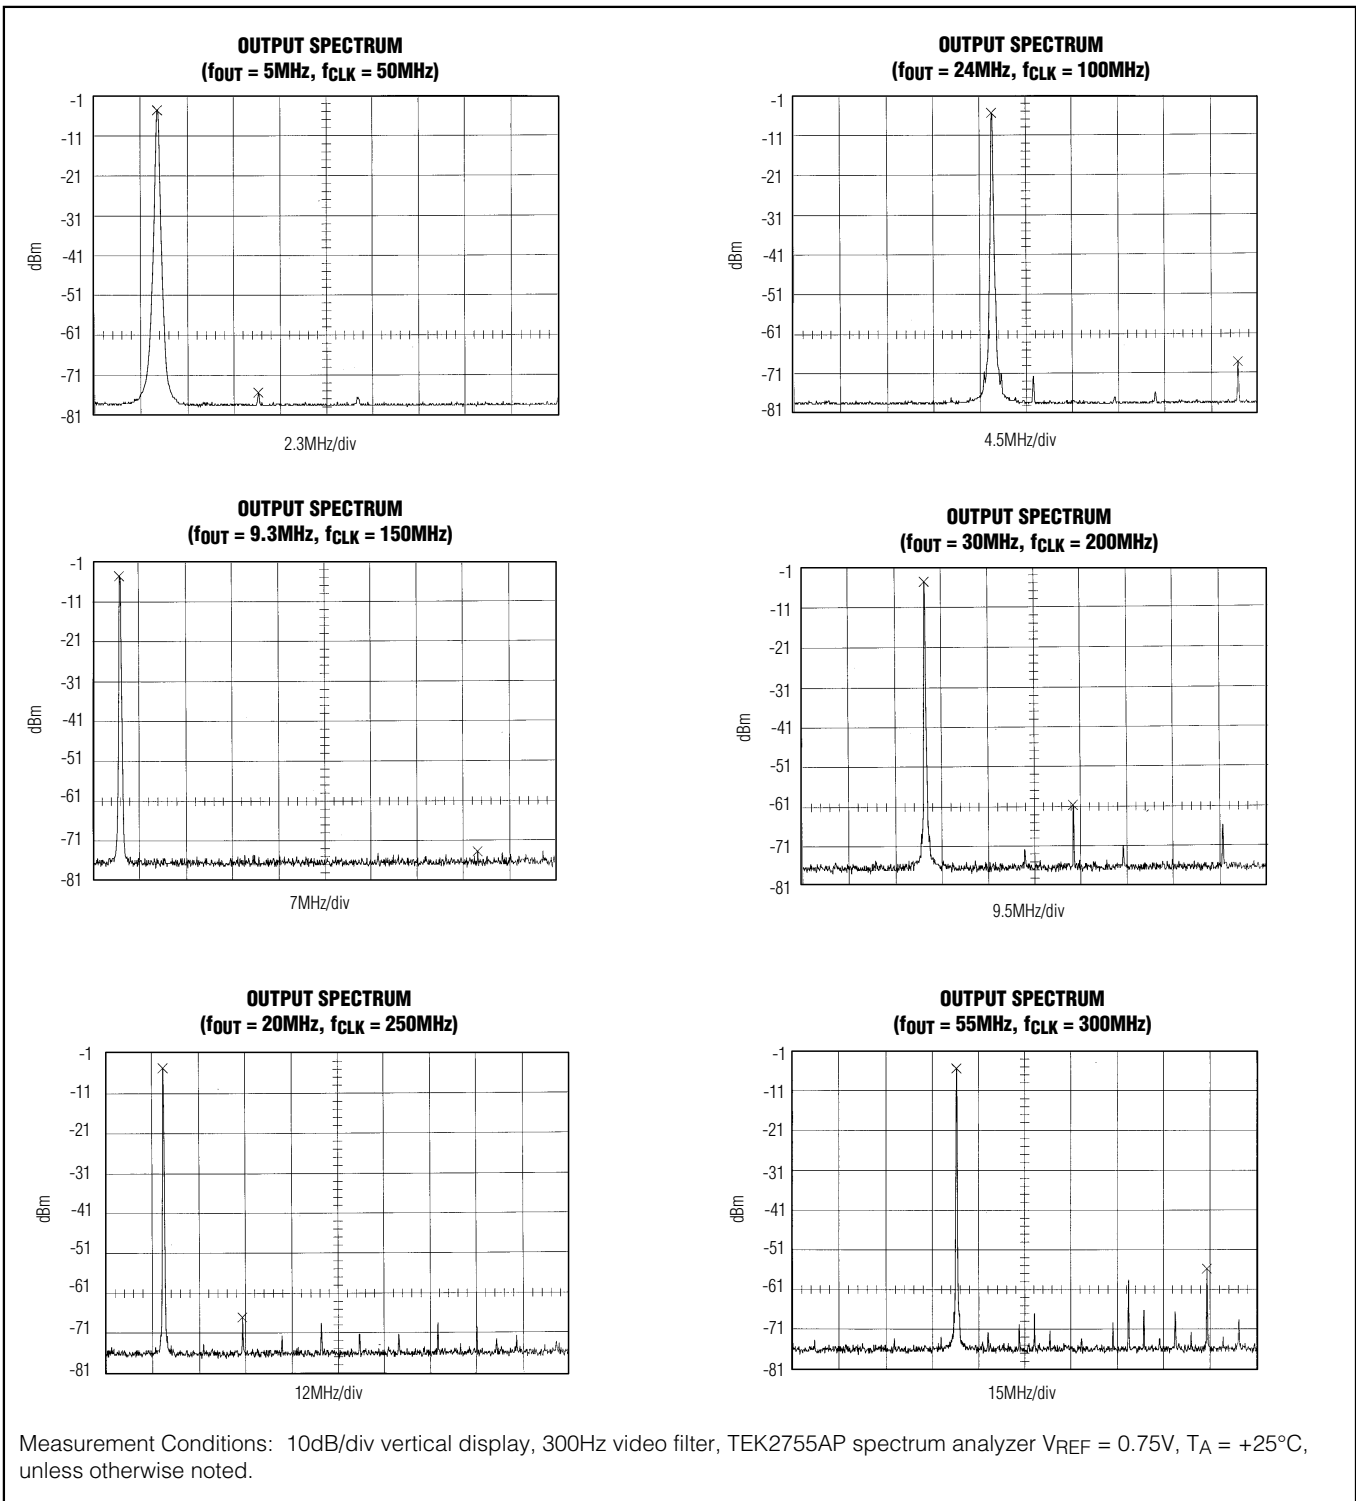 OUTPUT SPECTRUM
(fOUT = 5MHz, fCLK = 50MHz)
-1
-11
-21
-31
-41
-51
-61
-71
-81
dBm
2.3MHz/div
OUTPUT SPECTRUM
(fOUT = 24MHz, fCLK = 100MHz)
-1
-11
-21
-31
-41
-51
-61
-71
-81
dBm
4.5MHz/div
OUTPUT SPECTRUM
(fOUT = 9.3MHz, fCLK = 150MHz)
-1
-11
-21
-31
-41
-51
-61
-71
-81
dBm
7MHz/div
OUTPUT SPECTRUM
(fOUT = 30MHz, fCLK = 200MHz)
-1
-11
-21
-31
-41
-51
-61
-71
-81
dBm
9.5MHz/div
OUTPUT SPECTRUM
(fOUT = 20MHz, fCLK = 250MHz)
-1
-11
-21
-31
-41
-51
-61
-71
-81
dBm
12MHz/div
OUTPUT SPECTRUM
(fOUT = 55MHz, fCLK = 300MHz)
-1
-11
-21
-31
-41
-51
-61
-71
-81
dBm
15MHz/div
Measurement Conditions: 10dB/div vertical display, 300Hz video filter, TEK2755AP spectrum analyzer VREF = 0.75V, TA = +25°C,
unless otherwise noted.